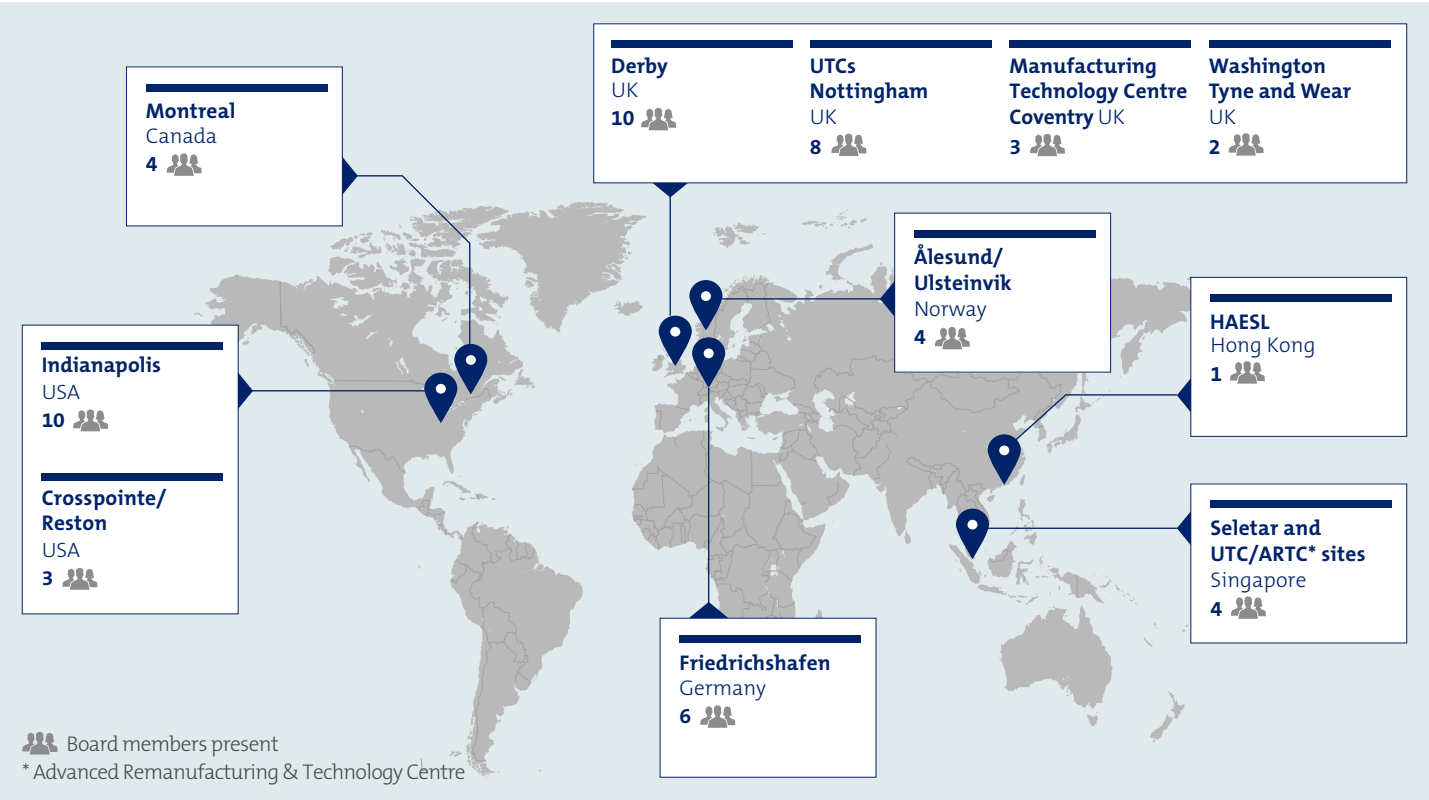 Montreal
Canada
4
Derby
UK
10
UTCs
Nottingham
UK
8
Manufacturing
Technology Centre
Coventry UK
3
Washington
Tyne and Wear
UK
2
Ålesund/
Ulsteinvik
Norway
4
HAESL
Hong Kong
1
Indianapolis
USA
10
Crosspointe/
Reston
USA
3
Seletar and
UTC/ARTC* sites
Singapore
4
Friedrichshafen
Germany
6
Board members present
* Advanced Remanufacturing & Technology Centre